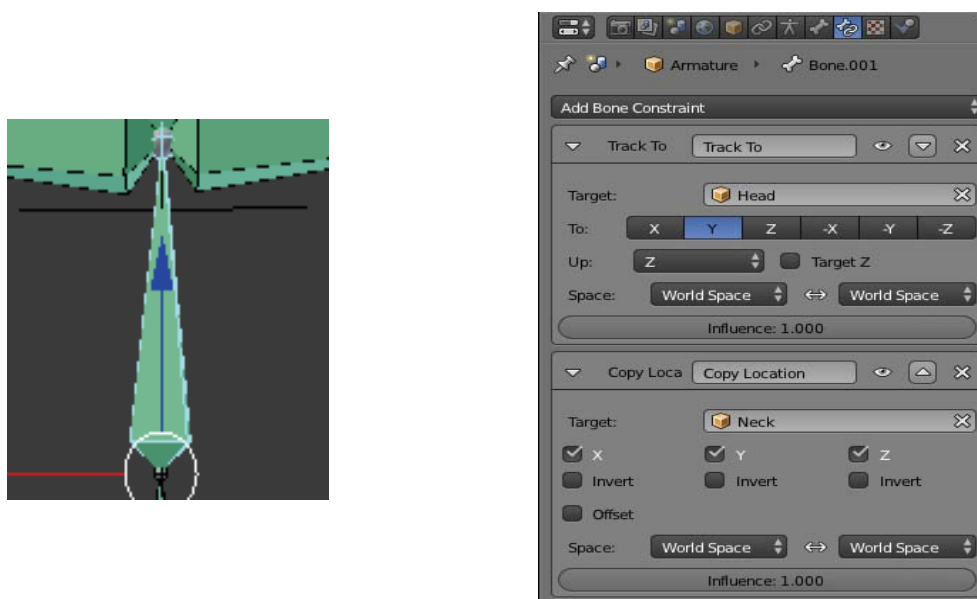 Armature Bone.001
Add Bone Constraint
Track To Track To
Target: Head
To: X Y Z -X -Y -Z
Up: Z Target Z
Space: World Space World Space
Influence: 1.000
Copy Loca Copy Location
Target: Neck
X Y Z
Invert Invert Invert
Offset
Space: World Space World Space
Influence: 1.000